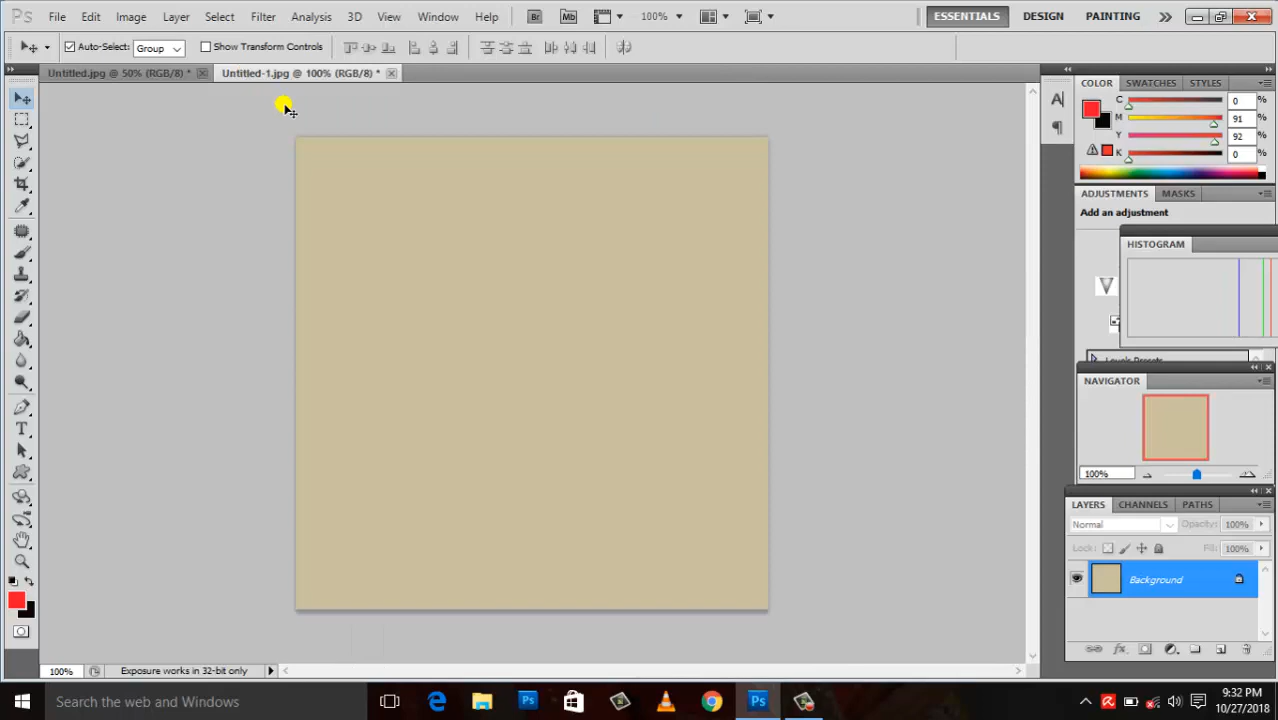 Ps File Edit Image Layer Select Filter Analysis 3D View Window Help Br Mb 100% ESSENTIALS DESIGN PAINTING
Auto-Select: Group Show Transform Controls
Untitled.jpg @ 50% (RGB/8) * Untitled-1.jpg @ 100% (RGB/8) *
COLOR SWATCHES STYLES
C 0 %
M 91 %
Y 92 %
K 0 %
ADJUSTMENTS MASKS
Add an adjustment
HISTOGRAM
Levels Presets
NAVIGATOR
100%
LAYERS CHANNELS PATHS
Normal Opacity: 100%
Lock: Fill: 100%
Background
100% Exposure works in 32-bit only
Search the web and Windows Ps Ps 9:32 PM
10/27/2018